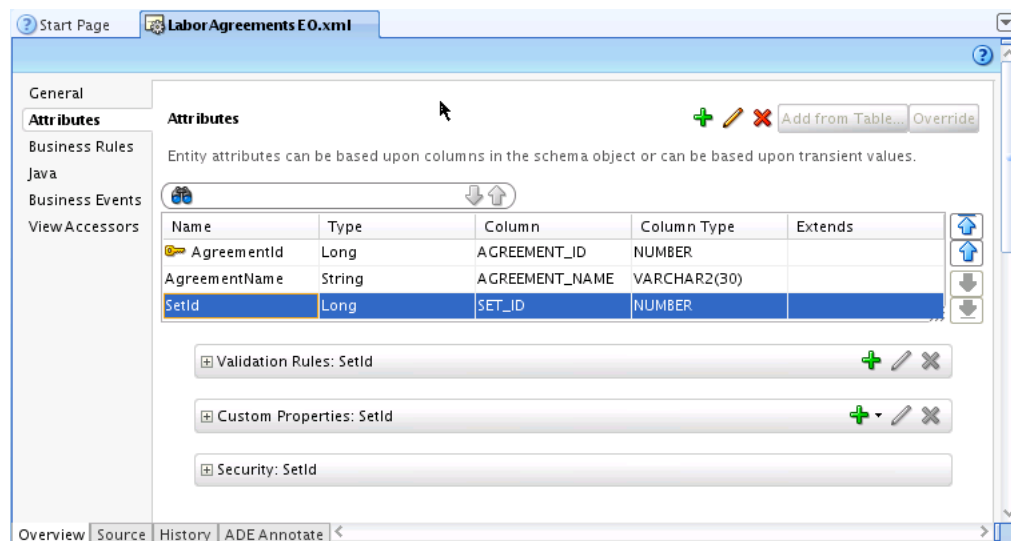 Start Page
LaborAgreementsEO.xml
General
Attributes
Business Rules
Java
Business Events
View Accessors
Attributes
Add from Table... Override
Entity attributes can be based upon columns in the schema object or can be based upon transient values.
Name Type Column Column Type Extends
AgreementId Long AGREEMENT_ID NUMBER
AgreementName String AGREEMENT_NAME VARCHAR2(30)
SetId Long SET_ID NUMBER
Validation Rules: SetId
Custom Properties: SetId
Security: SetId
Overview Source History ADE Annotate